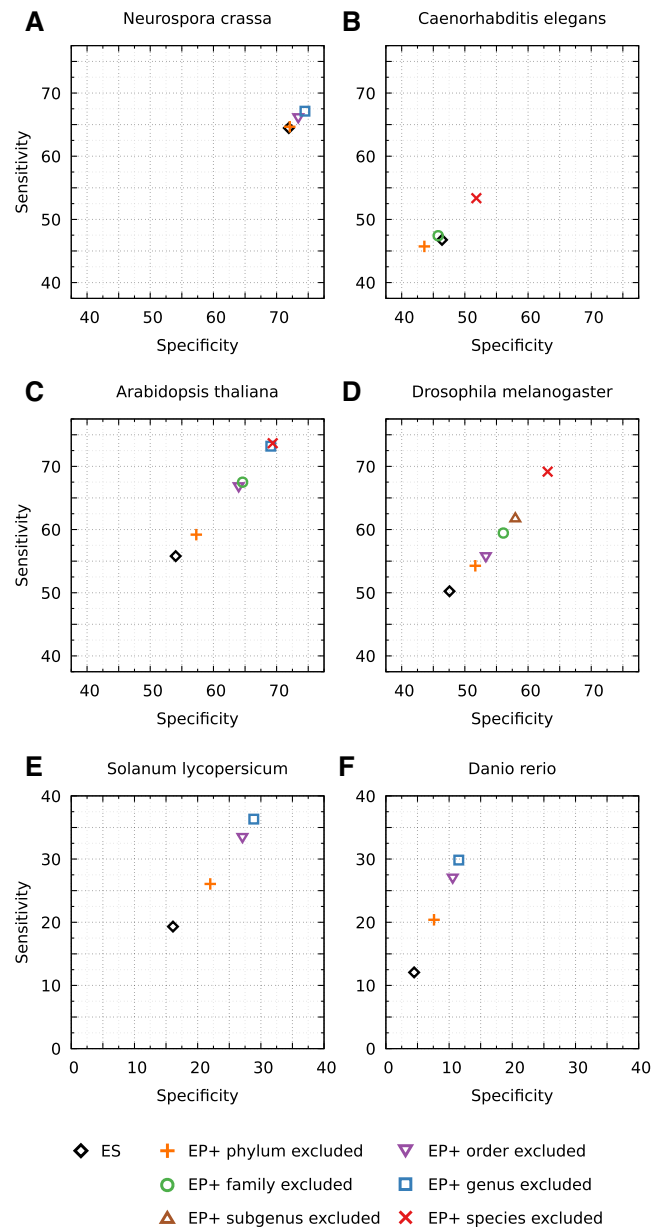 A Neurospora crassa
B Caenorhabditis elegans
Sensitivity
70
60
50
40
40 50 60 70
Specificity
70
60
50
40
40 50 60 70
Specificity
C Arabidopsis thaliana
D Drosophila melanogaster
Sensitivity
70
60
50
40
40 50 60 70
Specificity
70
60
50
40
40 50 60 70
Specificity
E Solanum lycopersicum
F Danio rerio
Sensitivity
40
30
20
10
0
0 10 20 30 40
Specificity
40
30
20
10
0
0 10 20 30 40
Specificity
ES
EP+ phylum excluded
EP+ order excluded
EP+ family excluded
EP+ genus excluded
EP+ subgenus excluded
EP+ species excluded